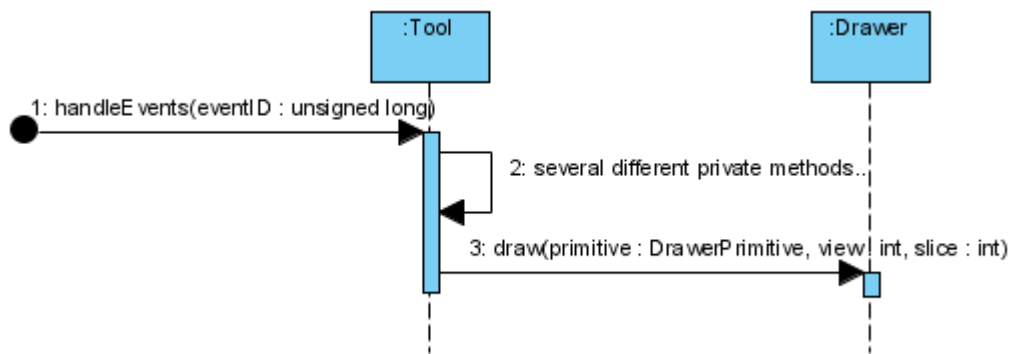 :Tool
:Drawer
1: handleEvents(eventID : unsigned long)
2: several different private methods..
3: draw(primitive : DrawerPrimitive, view : int, slice : int)